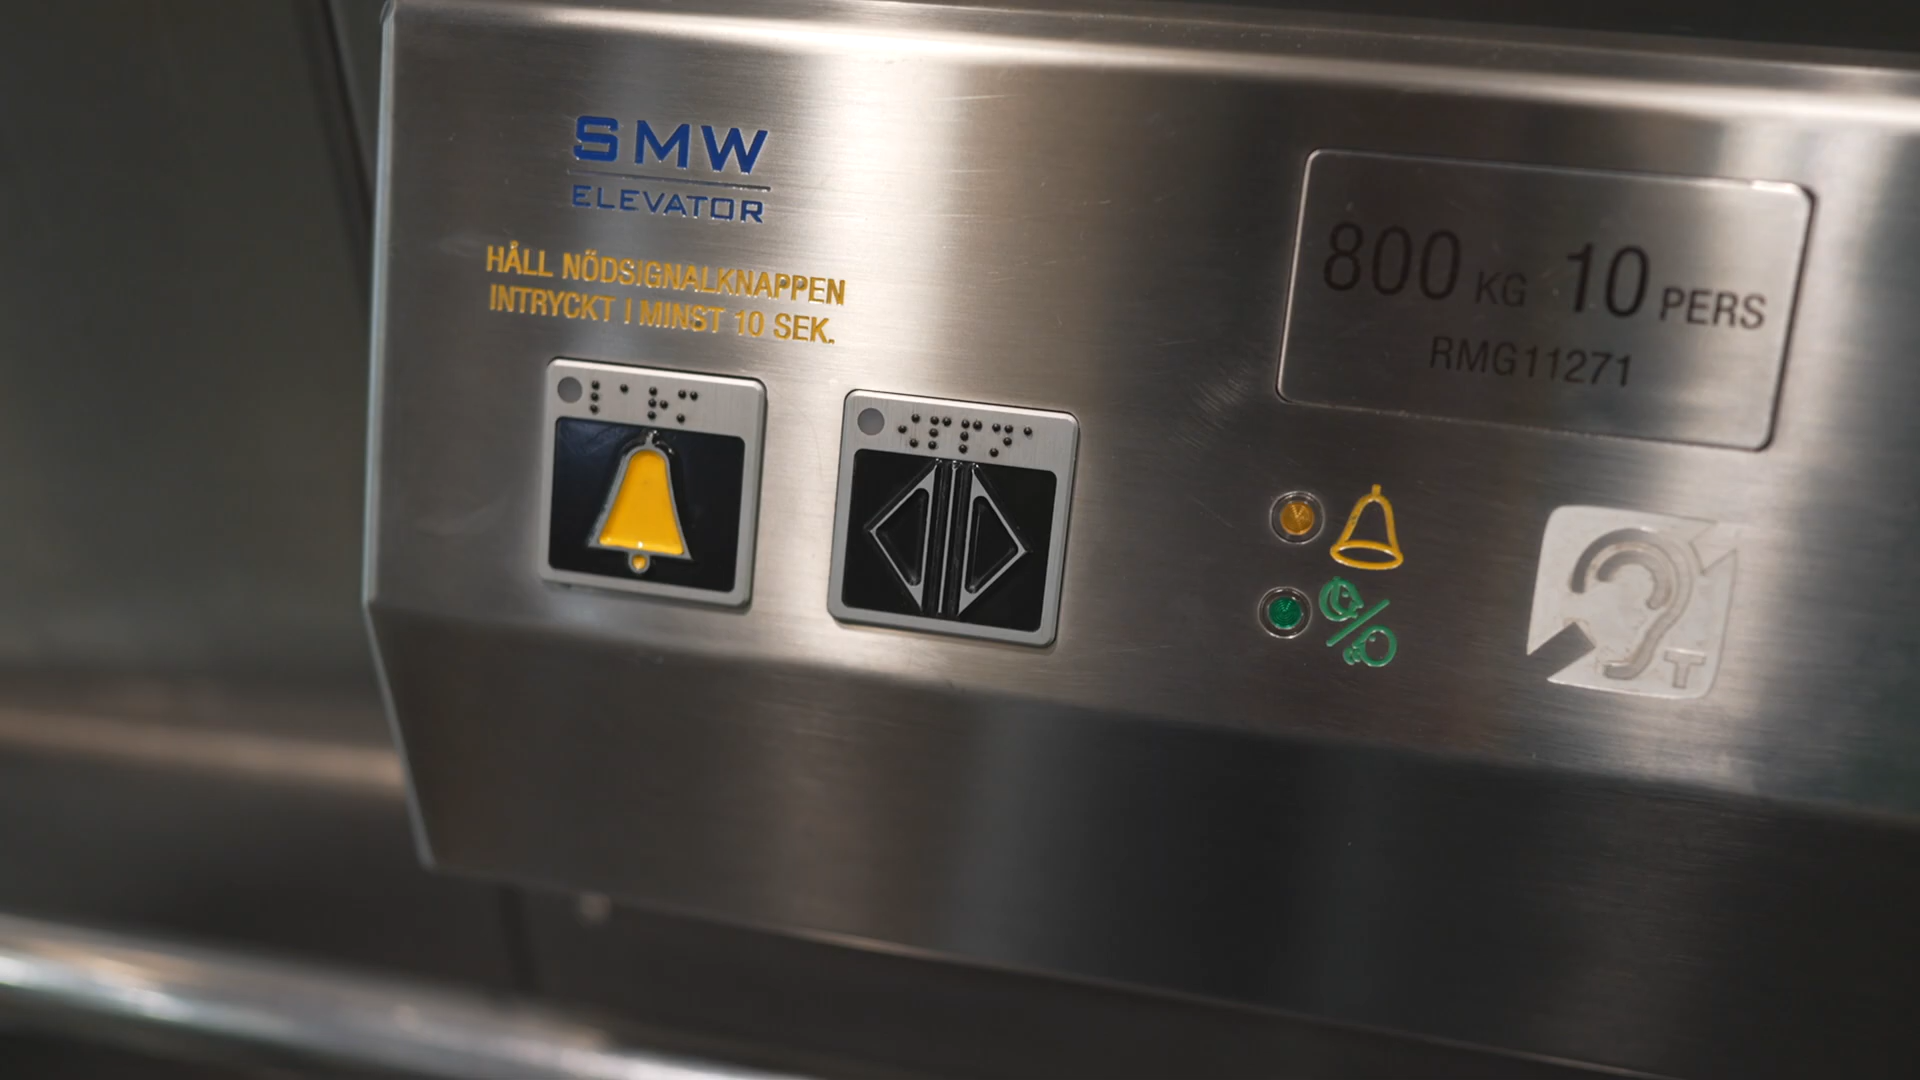 SMW
ELEVATOR
HÅLL NÖDSIGNALKNAPPEN
INTRYCKT I MINST 10 SEK.
800 KG 10 PERS
RMG11271
T